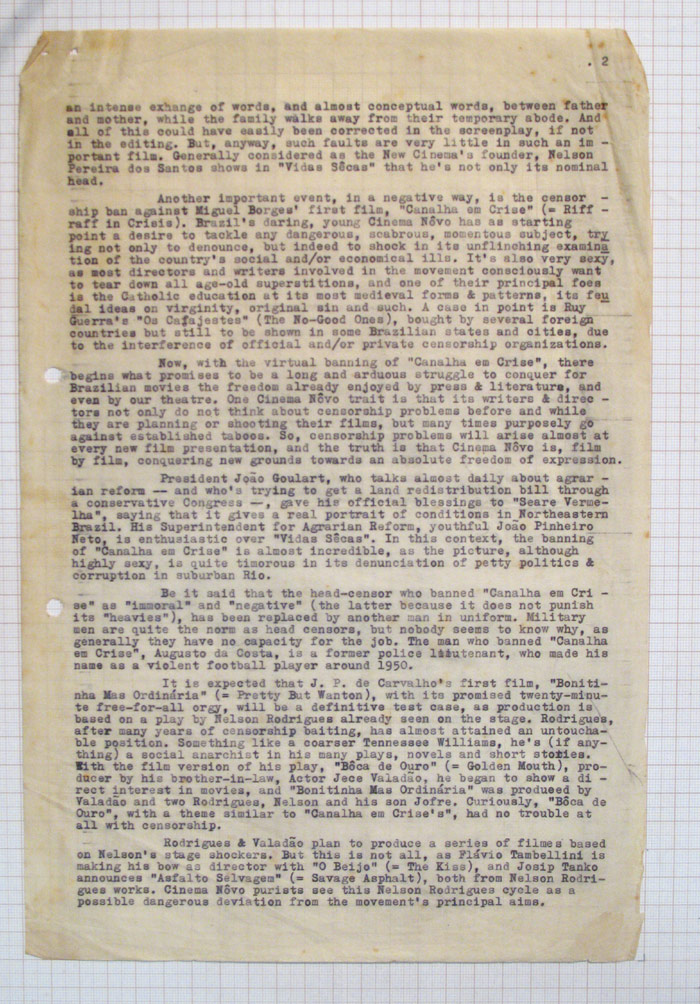 . 2
an intense exhange of words, and almost conceptual words, between father
and mother, while the family walks away from their temporary abode. And
all of this could have easily been corrected in the screenplay, if not
in the editing. But, anyway, such faults are very little in such an im -
portant film. Generally considered as the New Cinema's founder, Nelson
Pereira dos Santos shows in "Vidas Sêcas" that he's not only its nominal
head.
Another important event, in a negative way, is the censor -
ship ban against Miguel Borges' first film, "Canalha em Crise" (= Riff -
raff in Crisis). Brazil's daring, young Cinema Nôvo has as starting
point a desire to tackle any dangerous, scabrous, momentous subject, try
ing not only to denounce, but indeed to shock in its unflinching examina
tion of the country's social and/or economical ills. It's also very sexy,
as most directors and writers involved in the movement consciously want
to tear down all age-old superstitions, and one of their principal foes
is the Catholic education at its most medieval forms & patterns, its feu
dal ideas on virginity, original sin and such. A case in point is Ruy
Guerra's "Os Cafajestes" (The No-Good Ones), bought by several foreign
countries but still to be shown in some Brazilian states and cities, due
to the interference of official and/or private censorship organizations.
Now, with the virtual banning of "Canalha em Crise", there
begins what promises to be a long and arduous struggle to conquer for
Brazilian movies the freedom already enjoyed by press & literature, and
even by our theatre. One Cinema Nôvo trait is that its writers & direc -
tors not only do not think about censorship problems before and while
they are planning or shooting their films, but many times purposely go
against established taboos. So, censorship problems will arise almost at
every new film presentation, and the truth is that Cinema Nôvo is, film
by film, conquering new grounds towards an absolute freedom of expression.
President João Goulart, who talks almost daily about agrar -
ian reform -- and who's trying to get a land redistribution bill through
a conservative Congress --, gave his official blessings to "Seare Verme-
lha", saying that it gives a real portrait of conditions in Northeastern
Brazil. His Superintendent for Agrarian Reform, youthful João Pinheiro
Neto, is enthusiastic over "Vidas Sêcas". In this context, the banning
of "Canalha em Crise" is almost incredible, as the picture, although
highly sexy, is quite timorous in its denunciation of petty politics &
corruption in suburban Rio.
Be it said that the head-censor who banned "Canalha em Cri -
se" as "immoral" and "negative" (the latter because it does not punish
its "heavies"), has been replaced by another man in uniform. Military
men are quite the norm as head censors, but nobody seems to know why, as
generally they have no capacity for the job. The man who banned "Canalha
em Crise", Augusto da Costa, is a former police lieutenant, who made his
name as a violent football player around 1950.
It is expected that J. P. de Carvalho's first film, "Boniti-
nha Mas Ordinária" (= Pretty But Wanton), with its promised twenty-minu-
te free-for-all orgy, will be a definitive test case, as production is
based on a play by Nelson Rodrigues already seen on the stage. Rodrigues,
after many years of censorship baiting, has almost attained an untoucha-
ble position. Something like a coarser Tennessee Williams, he's (if any-
thing) a social anarchist in his many plays, novels and short stories.
With the film version of his play, "Bôca de Ouro" (= Golden Mouth), pro-
ducer by his brother-in-law, Actor Jece Valadão, he began to show a di -
rect interest in movies, and "Bonitinha Mas Ordinária" was produced by
Valadão and two Rodrigues, Nelson and his son Jofre. Curiously, "Bôca de
Ouro", with a theme similar to "Canalha em Crise's", had no trouble at
all with censorship.
Rodrigues & Valadão plan to produce a series of filmes based
on Nelson's stage shockers. But this is not all, as Flávio Tambellini is
making his bow as director with "O Beijo" (= The Kiss), and Josip Tanko
announces "Asfalto Selvagem" (= Savage Asphalt), both from Nelson Rodri-
gues works. Cinema Nôvo purists see this Nelson Rodrigues cycle as a
possible dangerous deviation from the movement's principal aims.